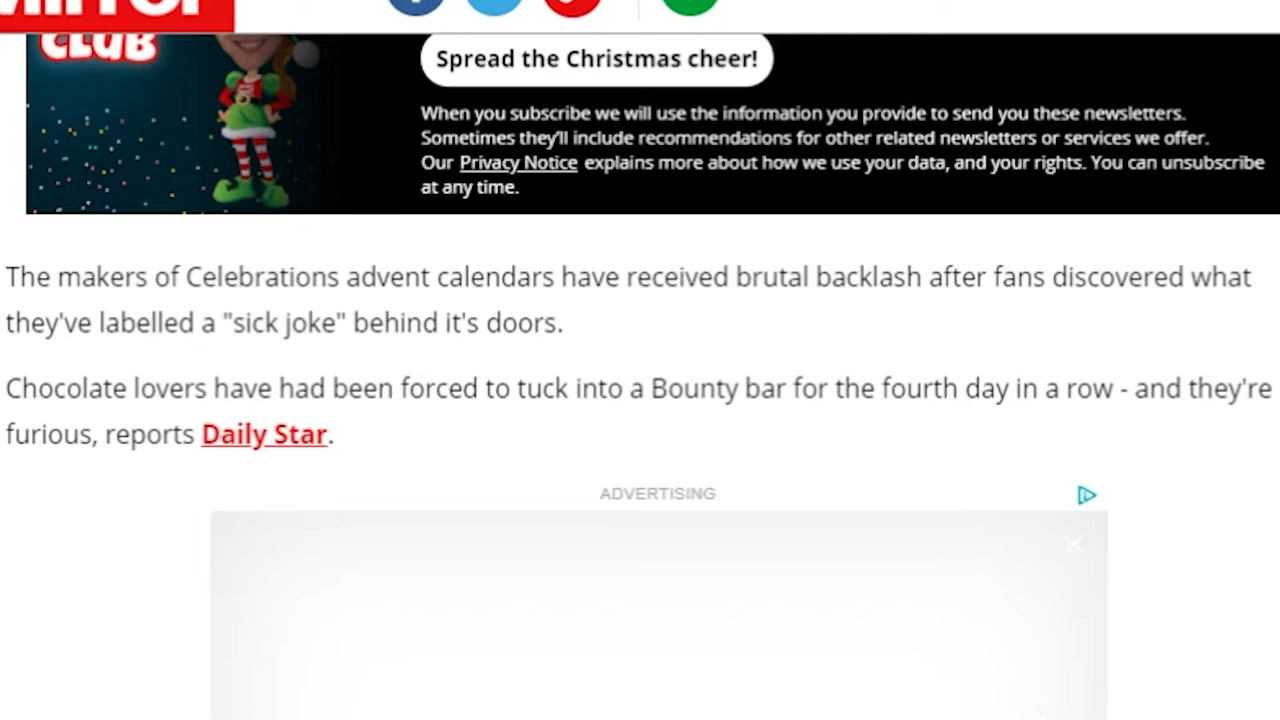 CLUB
Spread the Christmas cheer!
When you subscribe we will use the information you provide to send you these newsletters.
Sometimes they'll include recommendations for other related newsletters or services we offer.
Our Privacy Notice explains more about how we use your data, and your rights. You can unsubscribe
at any time.
The makers of Celebrations advent calendars have received brutal backlash after fans discovered what
they've labelled a "sick joke" behind it's doors.
Chocolate lovers have had been forced to tuck into a Bounty bar for the fourth day in a row - and they're
furious, reports Daily Star.
ADVERTISING